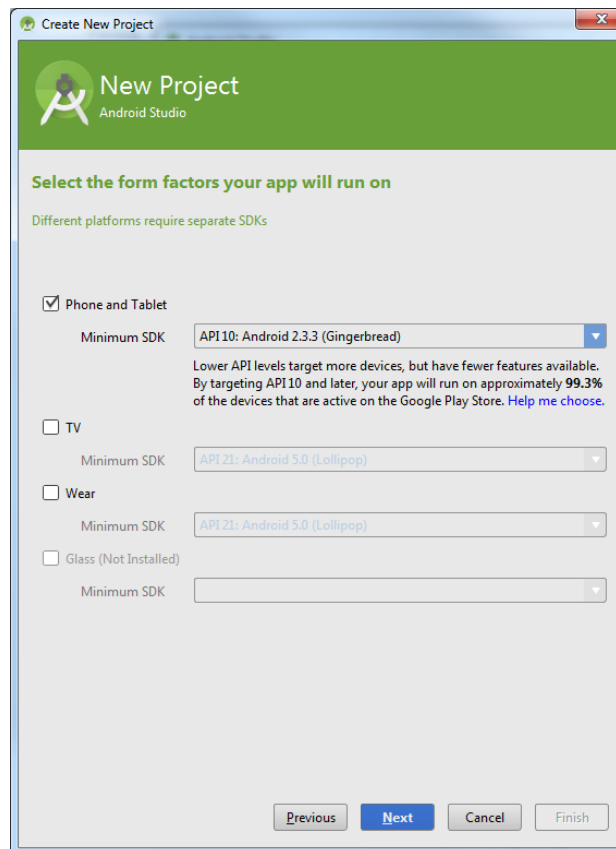 Create New Project
New Project
Android Studio
Select the form factors your app will run on
Different platforms require separate SDKs
Phone and Tablet
Minimum SDK
API 10: Android 2.3.3 (Gingerbread)
Lower API levels target more devices, but have fewer features available.
By targeting API 10 and later, your app will run on approximately 99.3%
of the devices that are active on the Google Play Store. Help me choose.
TV
Minimum SDK
API 21: Android 5.0 (Lollipop)
Wear
Minimum SDK
API 21: Android 5.0 (Lollipop)
Glass (Not Installed)
Minimum SDK
Previous
Next
Cancel
Finish